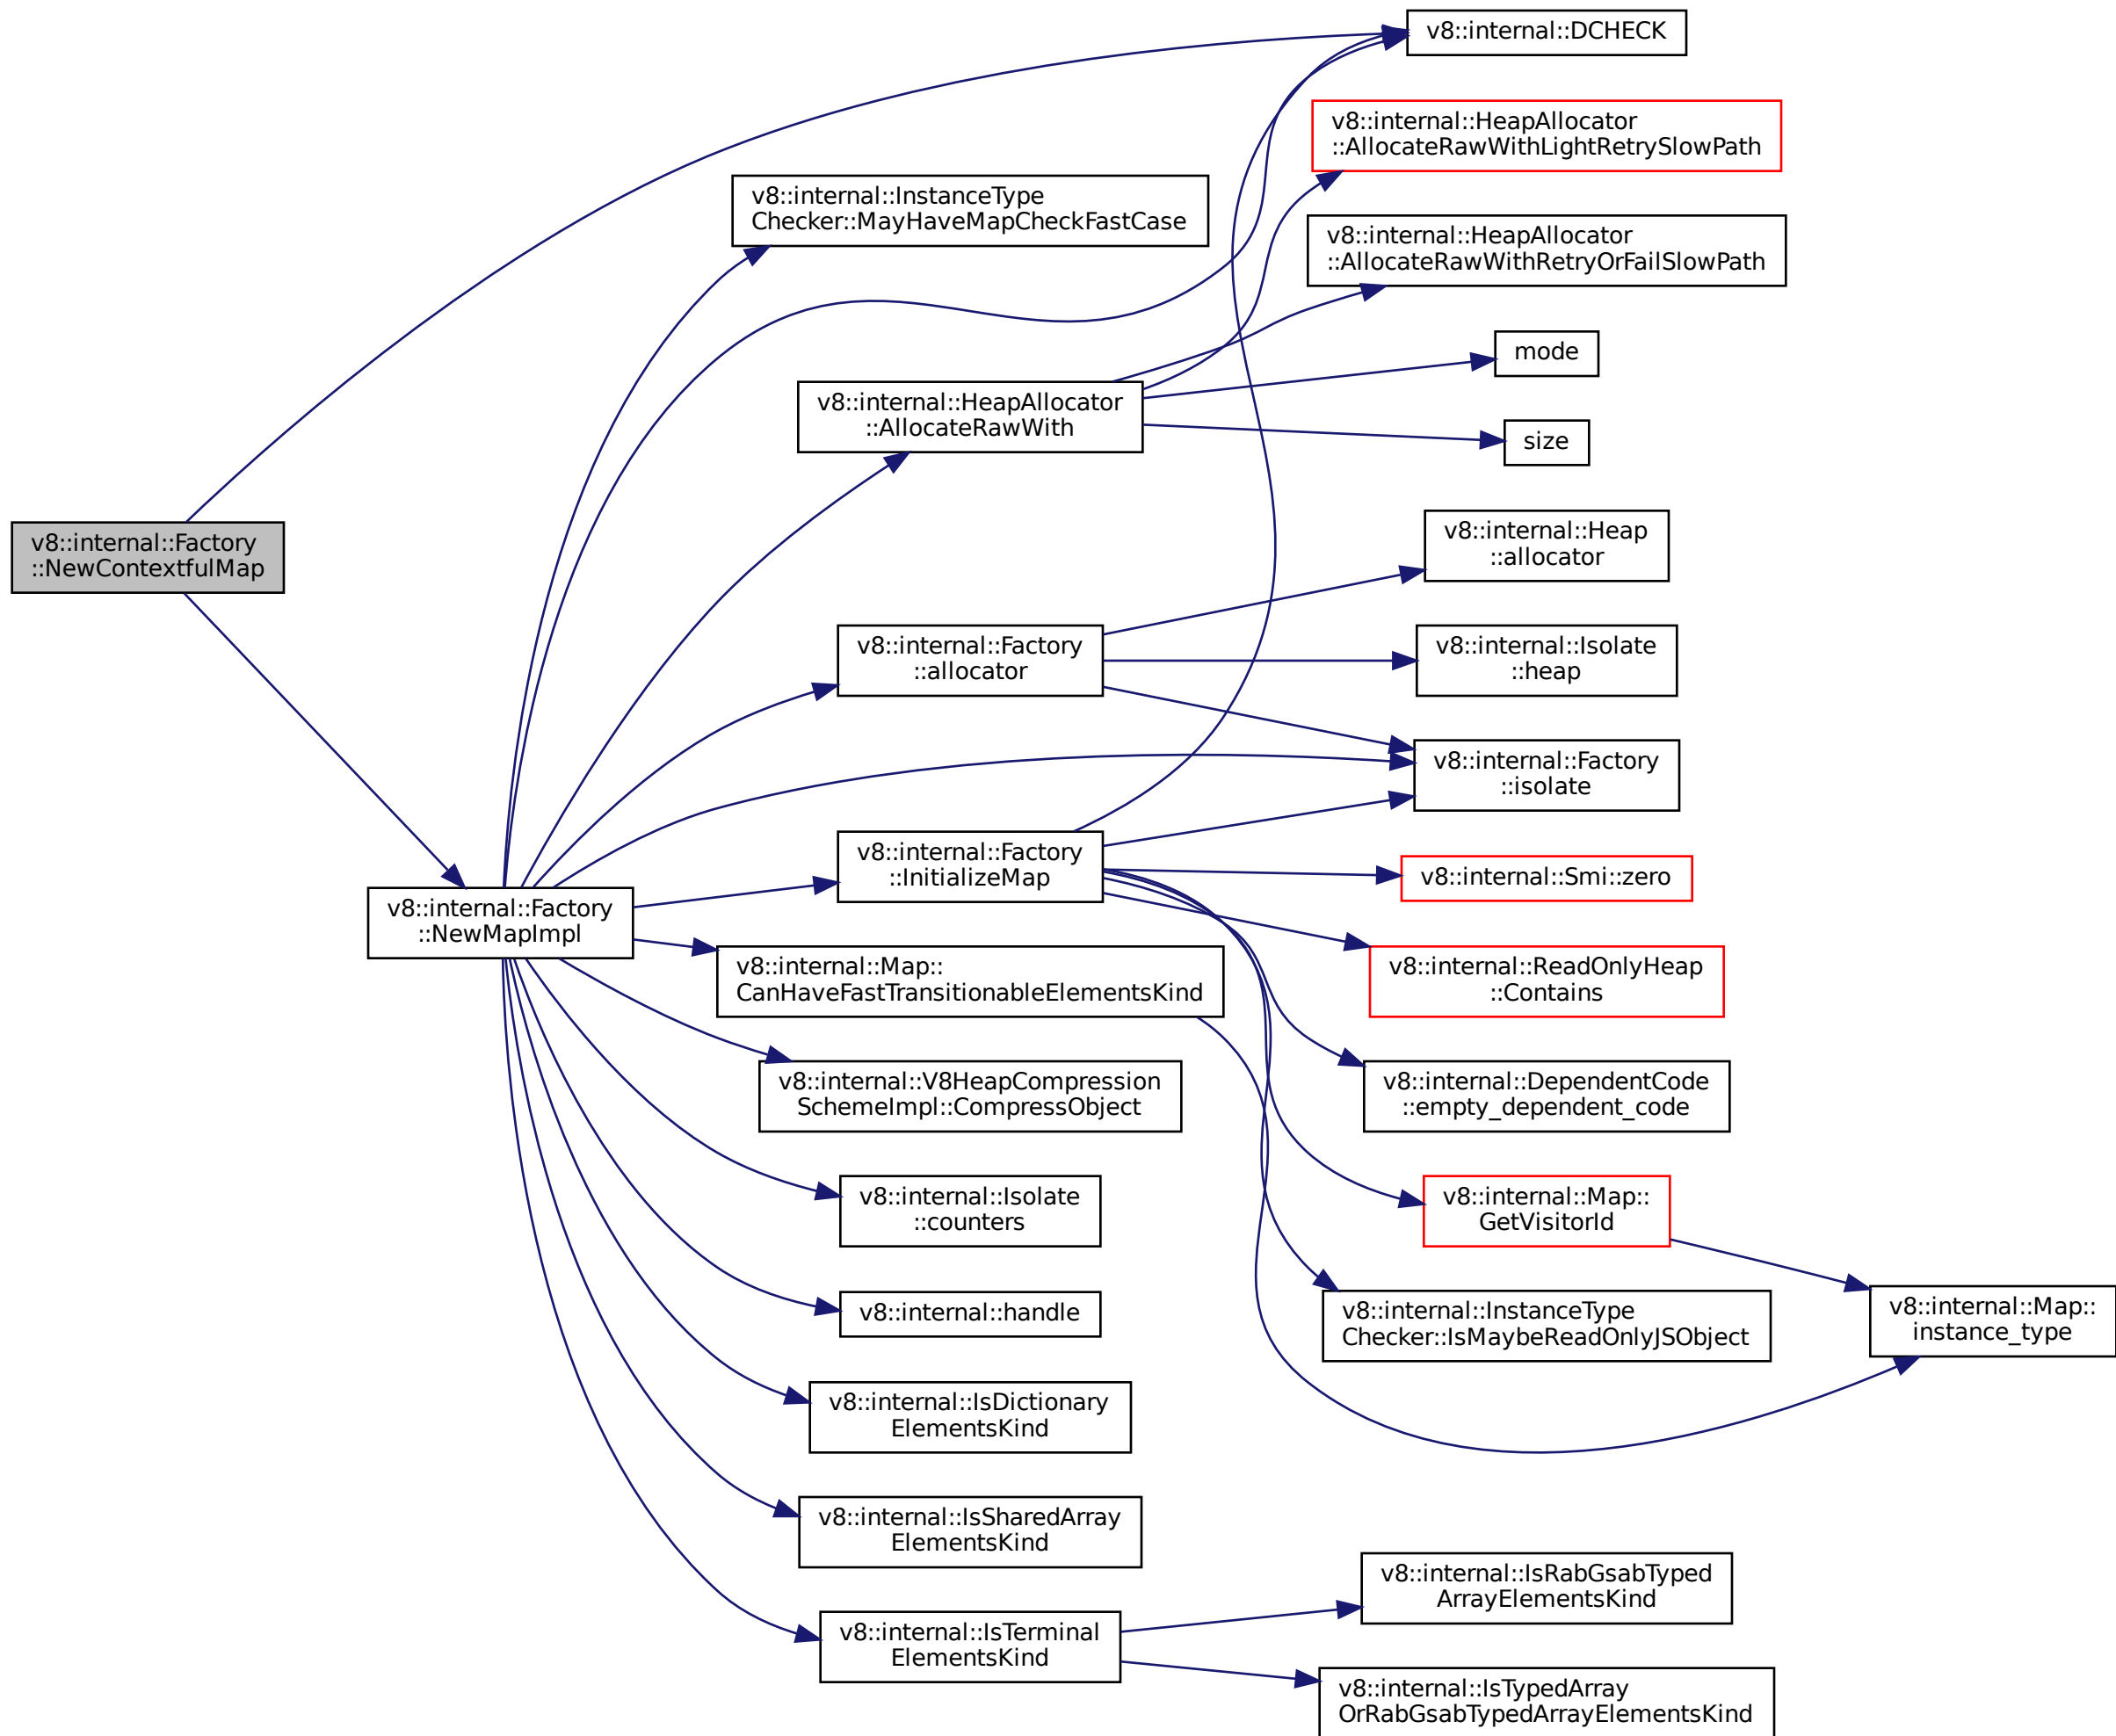 v8::internal::Factory
::NewContextfulMap
v8::internal::DCHECK
v8::internal::HeapAllocator
::AllocateRawWithLightRetrySlowPath
v8::internal::InstanceType
Checker::MayHaveMapCheckFastCase
v8::internal::HeapAllocator
::AllocateRawWithRetryOrFailSlowPath
mode
v8::internal::HeapAllocator
::AllocateRawWith
size
v8::internal::Heap
::allocator
v8::internal::Factory
::allocator
v8::internal::Isolate
::heap
v8::internal::Factory
::isolate
v8::internal::Factory
::InitializeMap
v8::internal::Smi::zero
v8::internal::Factory
::NewMapImpl
v8::internal::Map::
CanHaveFastTransitionableElementsKind
v8::internal::ReadOnlyHeap
::Contains
v8::internal::V8HeapCompression
SchemeImpl::CompressObject
v8::internal::DependentCode
::empty_dependent_code
v8::internal::Isolate
::counters
v8::internal::Map::
GetVisitorId
v8::internal::handle
v8::internal::InstanceType
Checker::IsMaybeReadOnlyJSObject
v8::internal::Map::
instance_type
v8::internal::IsDictionary
ElementsKind
v8::internal::IsSharedArray
ElementsKind
v8::internal::IsRabGsabTyped
ArrayElementsKind
v8::internal::IsTerminal
ElementsKind
v8::internal::IsTypedArray
OrRabGsabTypedArrayElementsKind